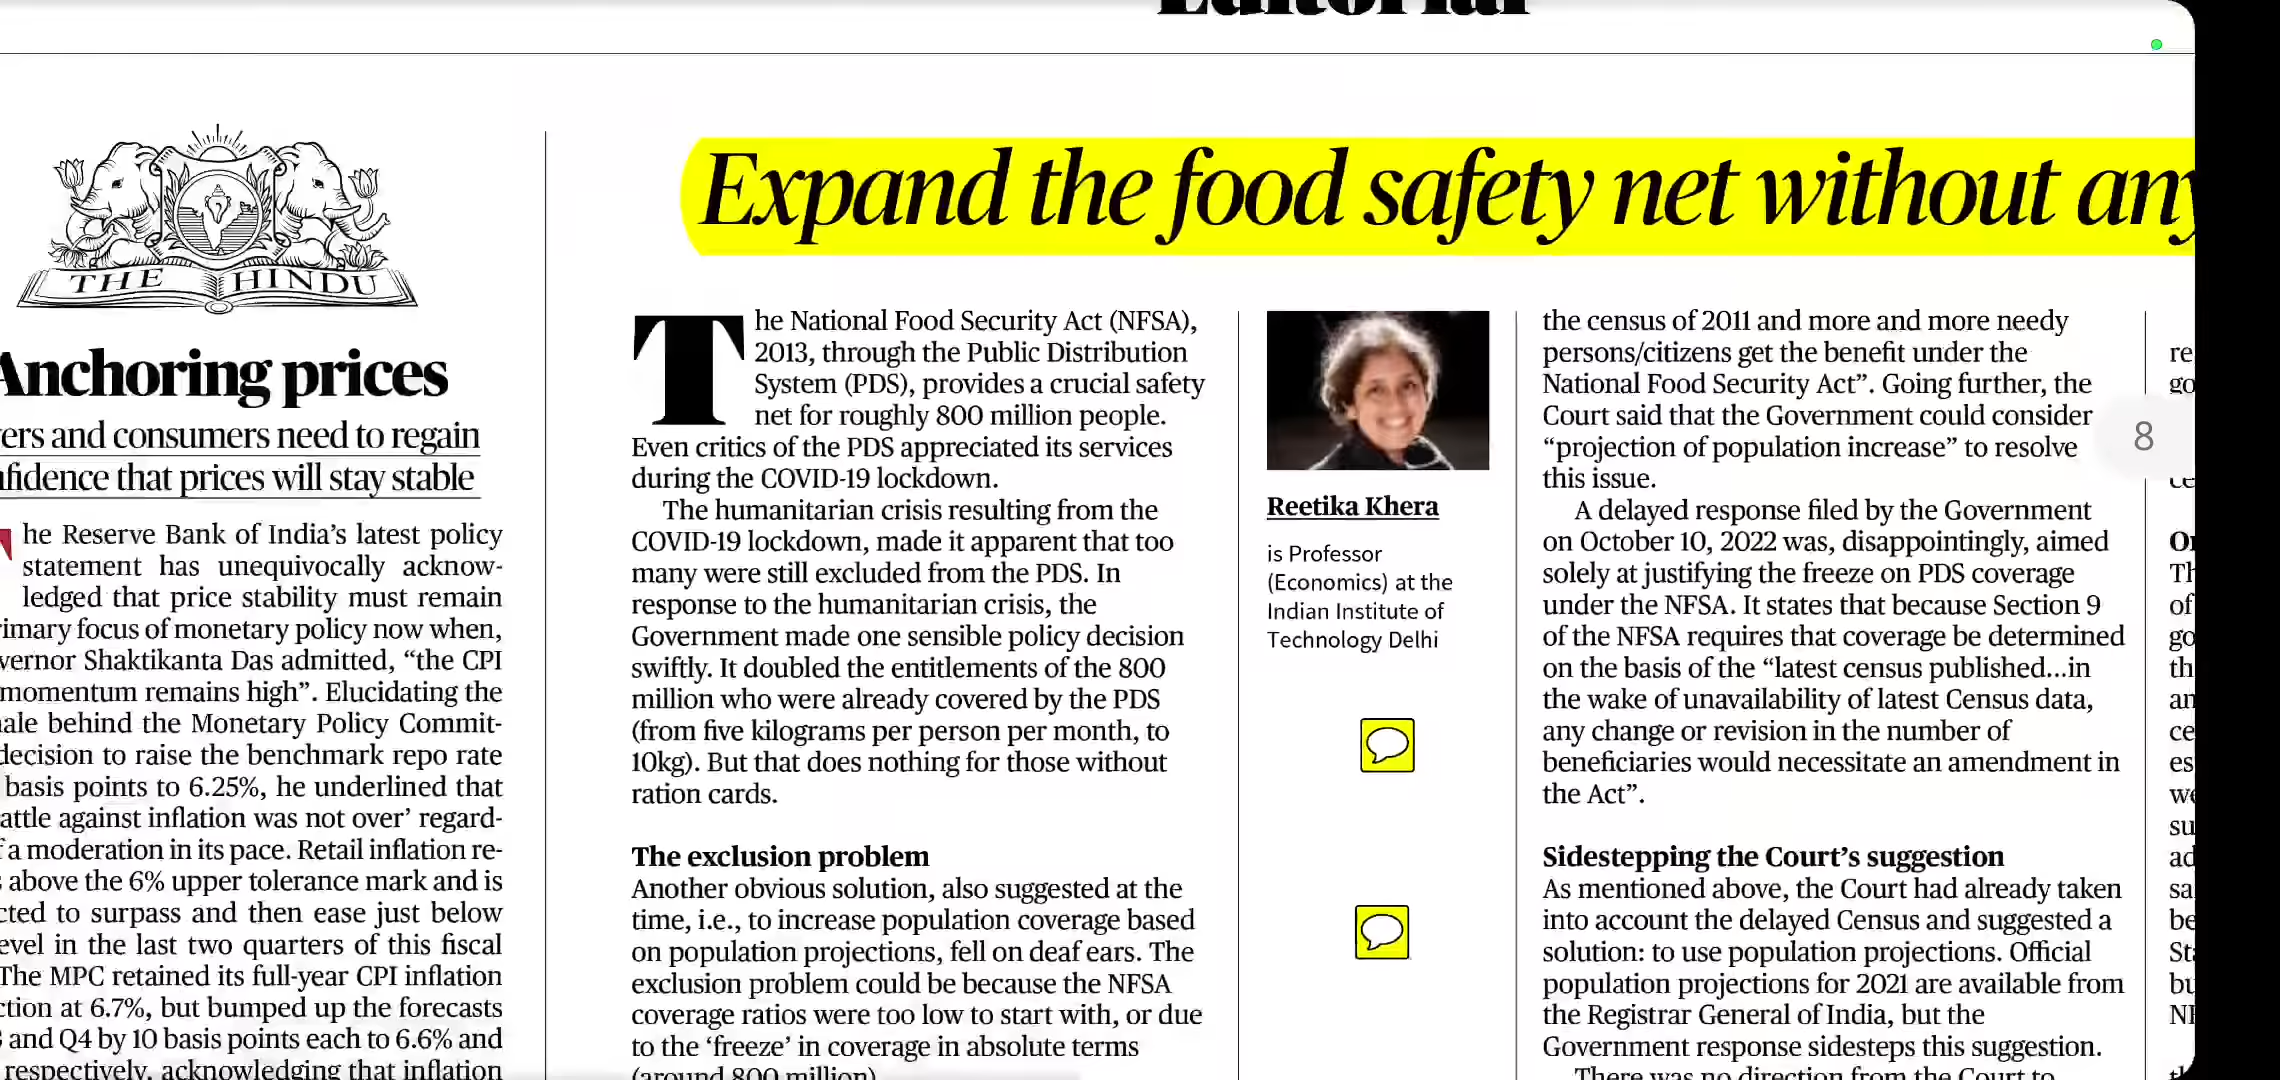 Editorial
THE HINDU
Anchoring prices
and consumers need to regain
that prices will stay stable
he Reserve Bank of India's latest policy
statement has unequivocally acknow-
ledged that price stability must remain
focus of monetary policy now when,
Shaktikanta Das admitted, “the CPI
momentum remains high”. Elucidating the
behind the Monetary Policy Commit-
decision to raise the benchmark repo rate
basis points to 6.25%, he underlined that
against inflation was not over’ regard-
a moderation in its pace. Retail inflation re-
above the 6% upper tolerance mark and is
to surpass and then ease just below
in the last two quarters of this fiscal
The MPC retained its full-year CPI inflation
at 6.7%, but bumped up the forecasts
and Q4 by 10 basis points each to 6.6% and
respectively, acknowledging that inflation
Expand the food safety net without any
The National Food Security Act (NFSA),
2013, through the Public Distribution
System (PDS), provides a crucial safety
net for roughly 800 million people.
Even critics of the PDS appreciated its services
during the COVID-19 lockdown.
The humanitarian crisis resulting from the
COVID-19 lockdown, made it apparent that too
many were still excluded from the PDS. In
response to the humanitarian crisis, the
Government made one sensible policy decision
swiftly. It doubled the entitlements of the 800
million who were already covered by the PDS
(from five kilograms per person per month, to
10kg). But that does nothing for those without
ration cards.
The exclusion problem
Another obvious solution, also suggested at the
time, i.e., to increase population coverage based
on population projections, fell on deaf ears. The
exclusion problem could be because the NFSA
coverage ratios were too low to start with, or due
to the ‘freeze’ in coverage in absolute terms
(around 800 million).
Reetika Khera
is Professor
(Economics) at the
Indian Institute of
Technology Delhi
the census of 2011 and more and more needy
persons/citizens get the benefit under the
National Food Security Act”. Going further, the
Court said that the Government could consider
“projection of population increase” to resolve
this issue.
A delayed response filed by the Government
on October 10, 2022 was, disappointingly, aimed
solely at justifying the freeze on PDS coverage
under the NFSA. It states that because Section 9
of the NFSA requires that coverage be determined
on the basis of the “latest census published...in
the wake of unavailability of latest Census data,
any change or revision in the number of
beneficiaries would necessitate an amendment in
the Act”.
Sidestepping the Court’s suggestion
As mentioned above, the Court had already taken
into account the delayed Census and suggested a
solution: to use population projections. Official
population projections for 2021 are available from
the Registrar General of India, but the
Government response sidesteps this suggestion.
There was no direction from the Court to
8